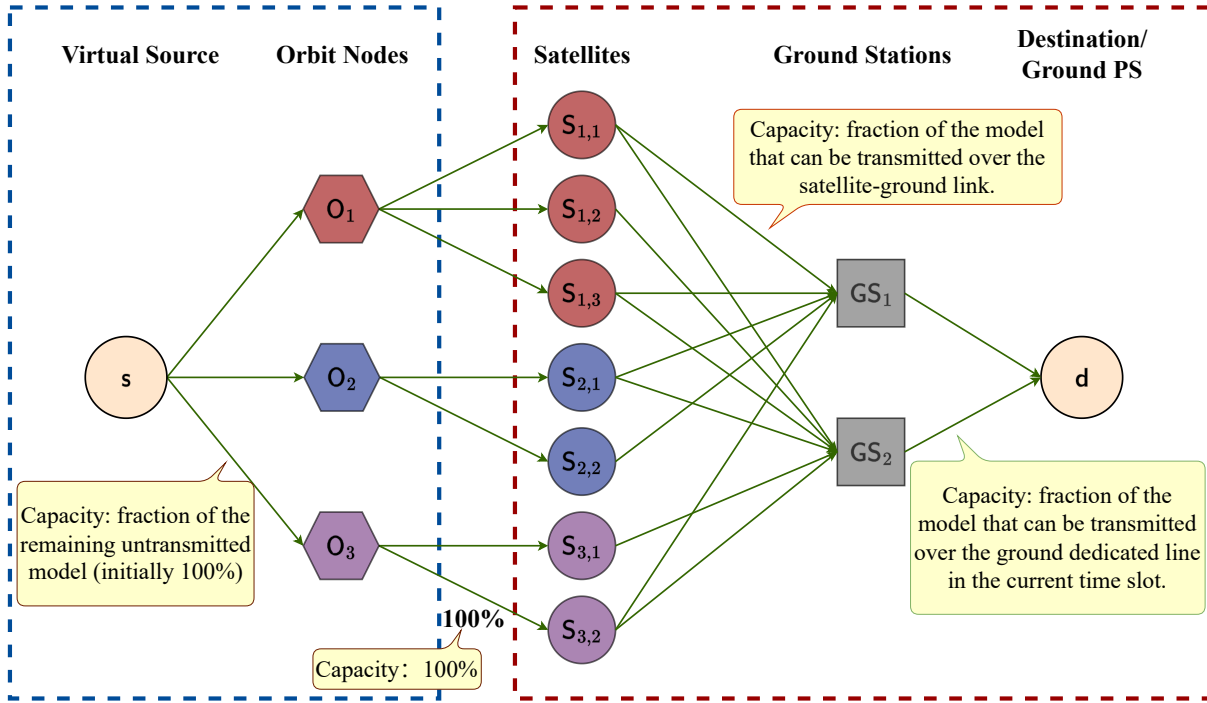 Virtual Source
Orbit Nodes
Satellites
Ground Stations
Destination/
Ground PS
S1,1
S1,2
S1,3
S2,1
S2,2
S3,1
S3,2
O1
O2
O3
s
GS1
GS2
d
Capacity: fraction of the model
that can be transmitted over the
satellite-ground link.
Capacity: fraction of the
remaining untransmitted
model (initially 100%)
100%
Capacity：100%
Capacity: fraction of the
model that can be transmitted
over the ground dedicated line
in the current time slot.